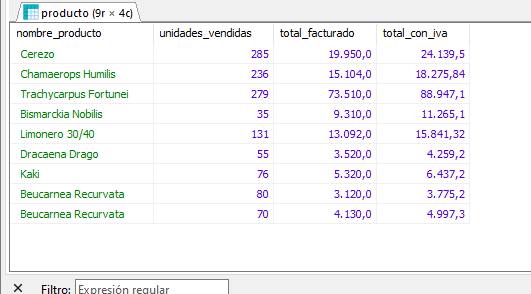 producto (9r × 4c)
nombre_producto unidades_vendidas total_facturado total_con_iva
Cerezo 285 19.950,0 24.139,5
Chamaerops Humilis 236 15.104,0 18.275,84
Trachycarpus Fortunei 279 73.510,0 88.947,1
Bismarckia Nobilis 35 9.310,0 11.265,1
Limonero 30/40 131 13.092,0 15.841,32
Dracaena Drago 55 3.520,0 4.259,2
Kaki 76 5.320,0 6.437,2
Beucarnea Recurvata 80 3.120,0 3.775,2
Beucarnea Recurvata 70 4.130,0 4.997,3
Filtro: Expresión regular